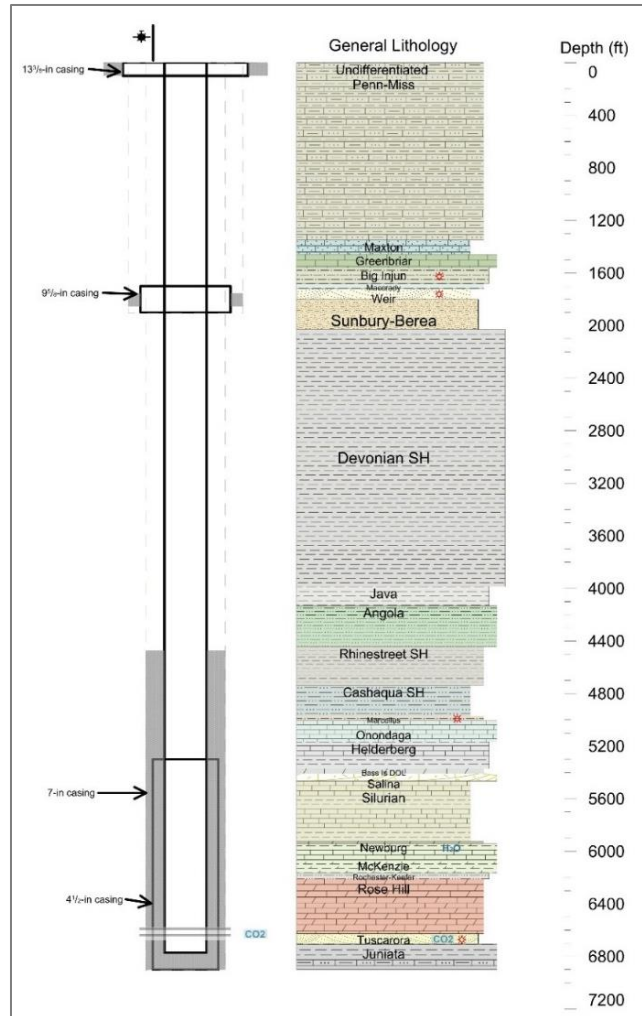 General Lithology
Depth (ft)
13³/₈-in casing
Undifferentiated
Penn-Miss
0
400
800
1200
Maxton
Greenbriar
Big Injun
1600
Maccrady
9⁵/₈-in casing
Weir
Sunbury-Berea
2000
2400
2800
Devonian SH
3200
3600
4000
Java
Angola
4400
Rhinestreet SH
4800
Cashaqua SH
Marcellus
Onondaga
5200
Helderberg
Bass Is DOL
Salina
7-in casing
Silurian
5600
Newburg
H₂O
6000
McKenzie
Rochester-Keefer
Rose Hill
4¹/₂-in casing
6400
CO2
Tuscarora
CO2
Juniata
6800
7200